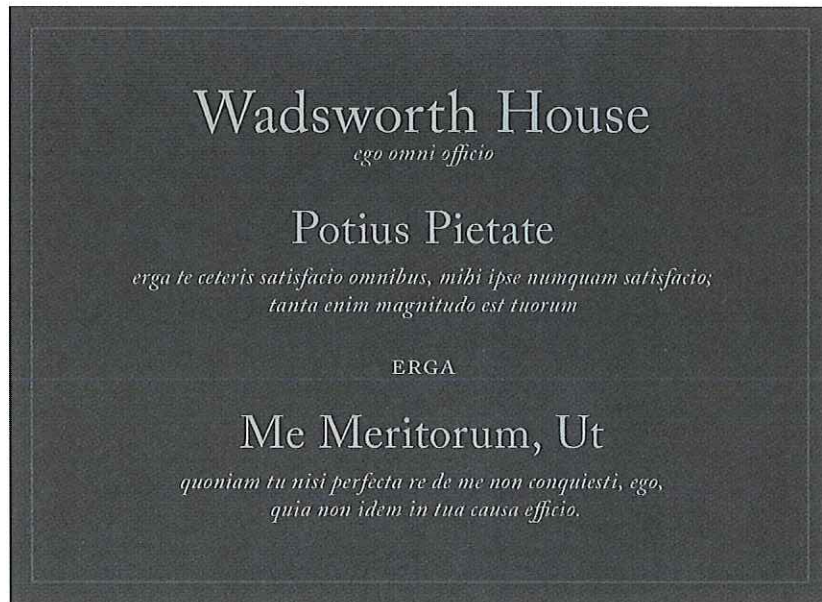 Wadsworth House
ego omni officio
Potius Pietate
erga te ceteris satisfacio omnibus, mihi ipse numquam satisfacio;
tanta enim magnitudo est tuorum
ERGA
Me Meritorum, Ut
quoniam tu nisi perfecta re de me non conquiesti, ego,
quia non idem in tua causa efficio.